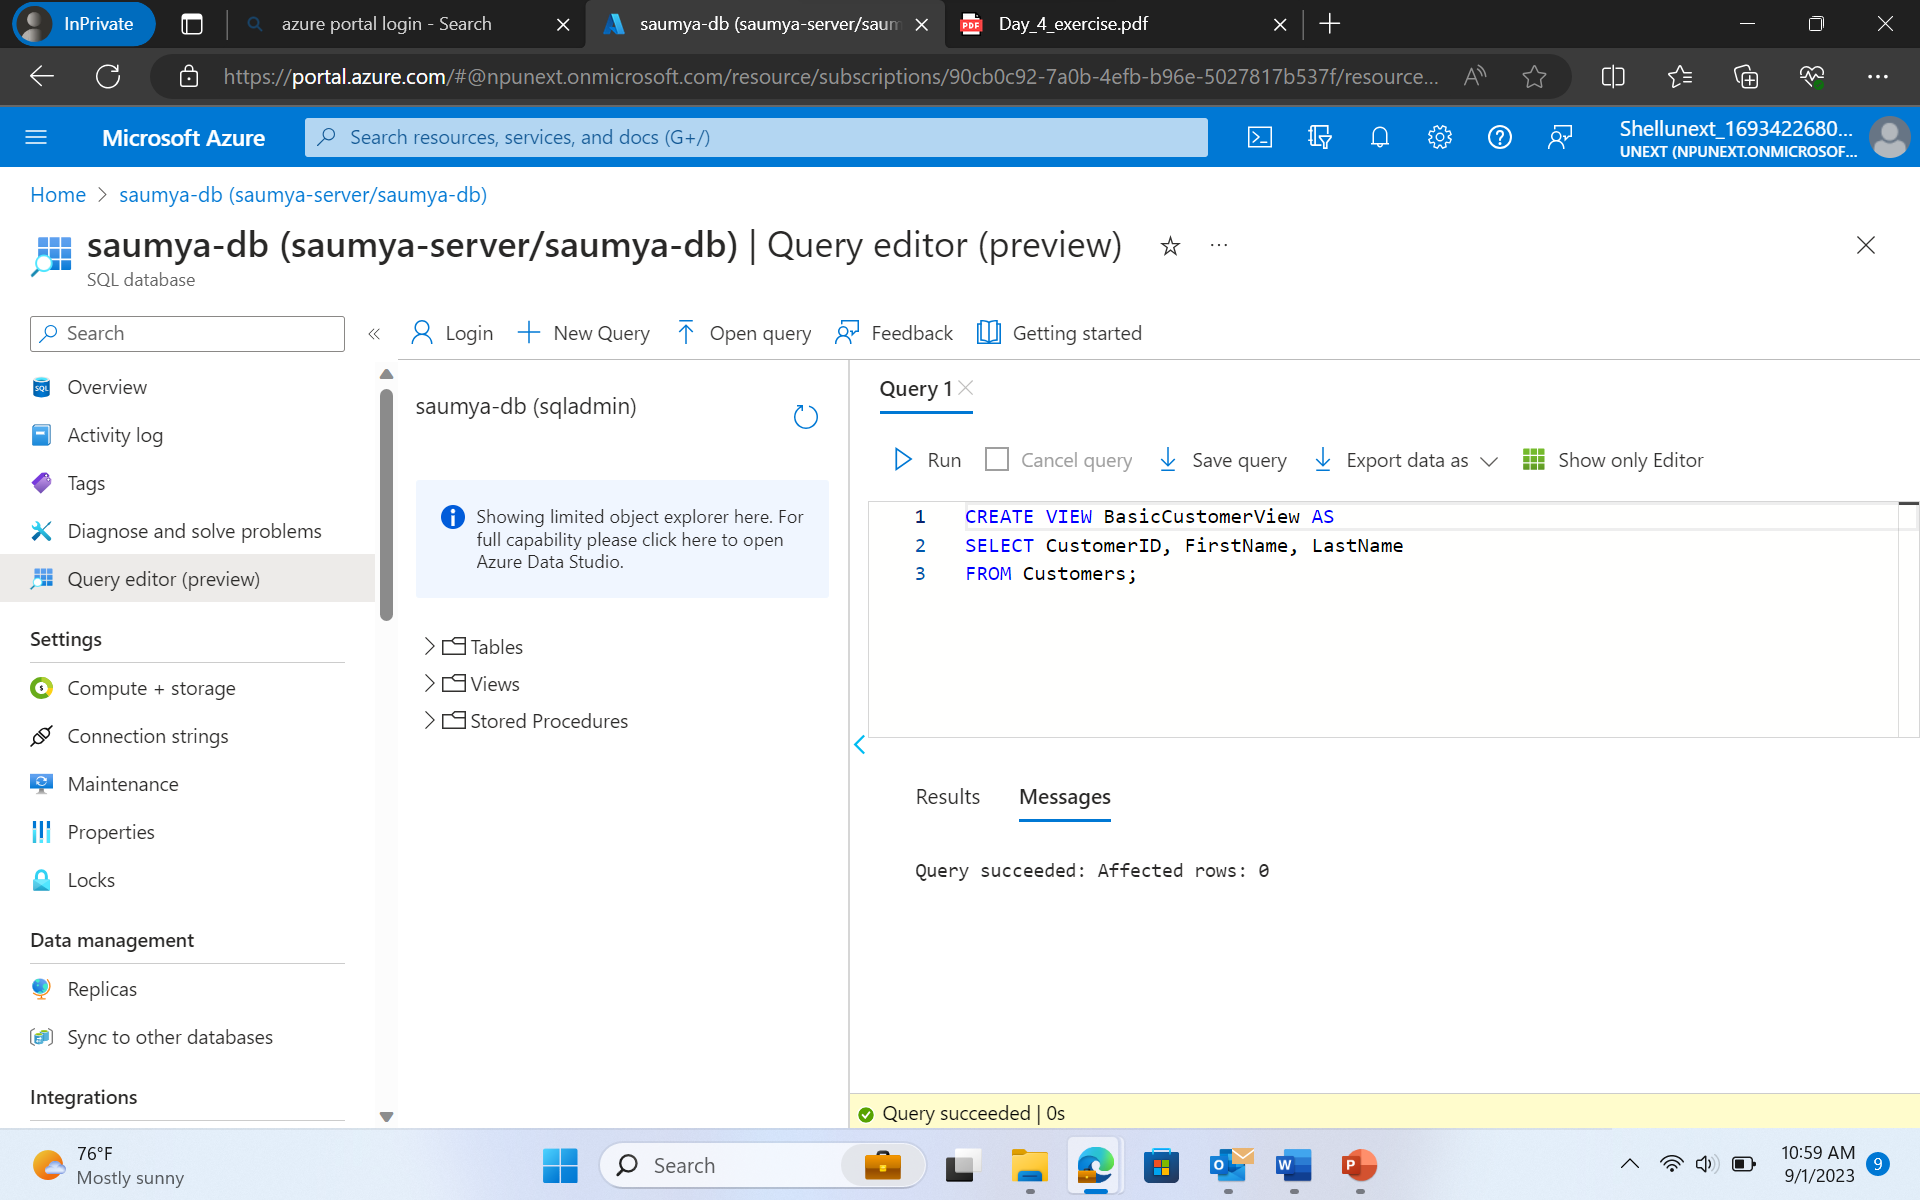 InPrivate
azure portal login - Search
saumya-db (saumya-server/saum
PDF
Day_4_exercise.pdf
https://portal.azure.com/#@npunext.onmicrosoft.com/resource/subscriptions/90cb0c92-7a0b-4efb-b96e-5027817b537f/resource...
Microsoft Azure
Search resources, services, and docs (G+/)
Shellunext_1693422680...
UNEXT (NPUNEXT.ONMICROSOF...
Home > saumya-db (saumya-server/saumya-db)
saumya-db (saumya-server/saumya-db) | Query editor (preview)
SQL database
Search
Login
New Query
Open query
Feedback
Getting started
Overview
Activity log
Tags
Diagnose and solve problems
Query editor (preview)
Settings
Compute + storage
Connection strings
Maintenance
Properties
Locks
Data management
Replicas
Sync to other databases
Integrations
saumya-db (sqladmin)
Showing limited object explorer here. For
full capability please click here to open
Azure Data Studio.
Tables
Views
Stored Procedures
Query 1
Run
Cancel query
Save query
Export data as
Show only Editor
1 CREATE VIEW BasicCustomerView AS
2 SELECT CustomerID, FirstName, LastName
3 FROM Customers;
Results
Messages
Query succeeded: Affected rows: 0
Query succeeded | 0s
76°F
Mostly sunny
Search
10:59 AM
9/1/2023
9